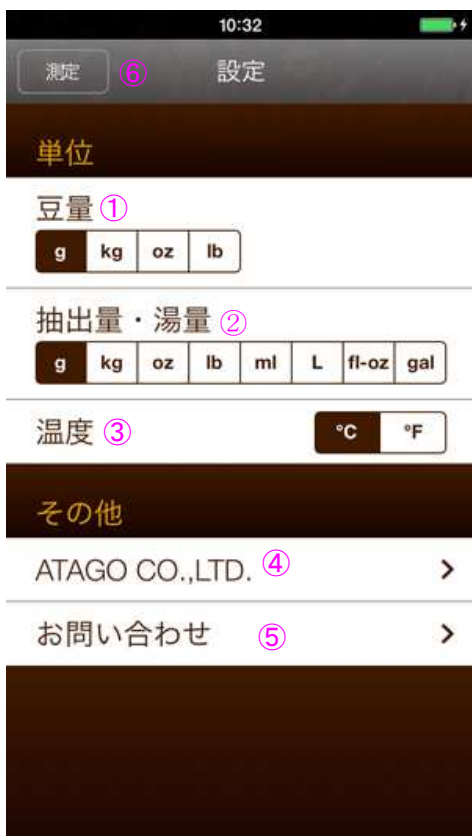 10:32
測定 ⑥ 設定
単位
豆量 ①
g kg oz lb
抽出量・湯量 ②
g kg oz lb ml L fl-oz gal
温度 ③ °C °F
その他
ATAGO CO.,LTD. ④
お問い合わせ ⑤